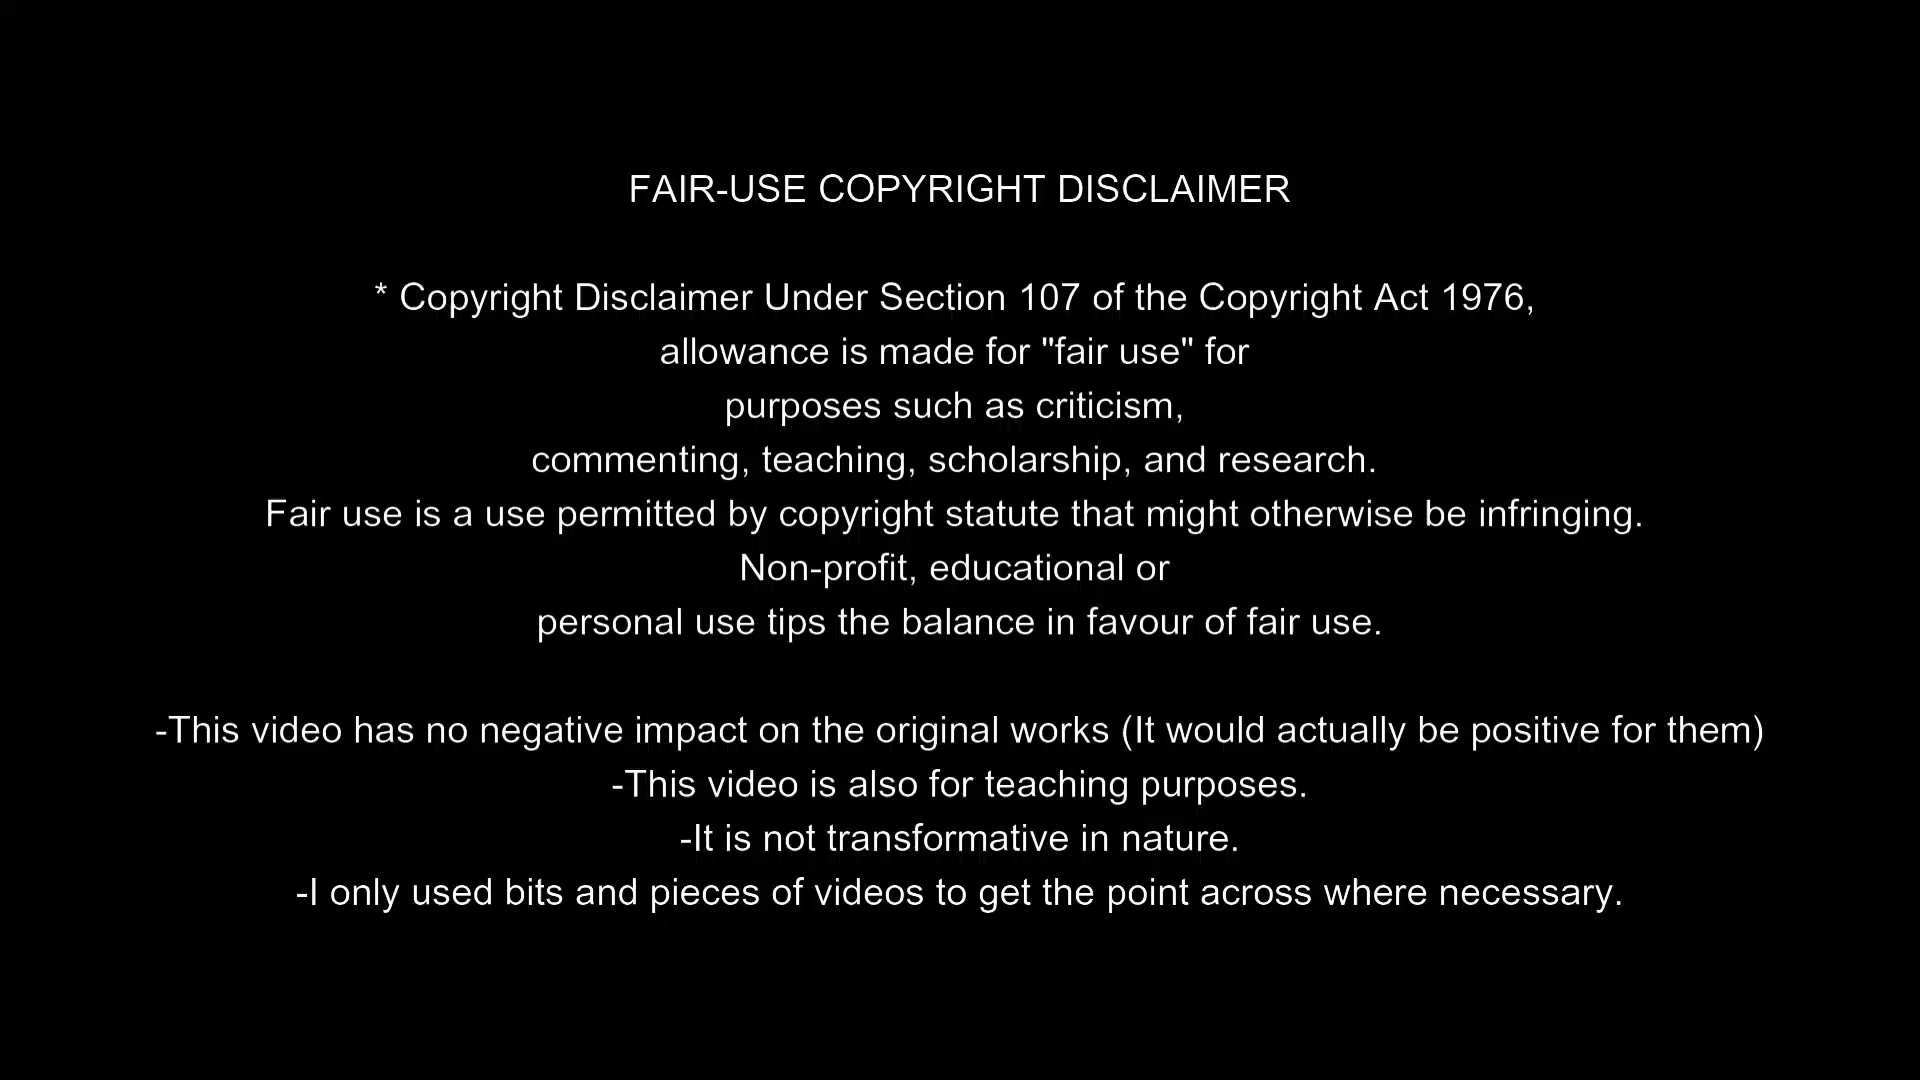 FAIR-USE COPYRIGHT DISCLAIMER
* Copyright Disclaimer Under Section 107 of the Copyright Act 1976,
allowance is made for "fair use" for
purposes such as criticism,
commenting, teaching, scholarship, and research.
Fair use is a use permitted by copyright statute that might otherwise be infringing.
Non-profit, educational or
personal use tips the balance in favour of fair use.
-This video has no negative impact on the original works (It would actually be positive for them)
-This video is also for teaching purposes.
-It is not transformative in nature.
-I only used bits and pieces of videos to get the point across where necessary.